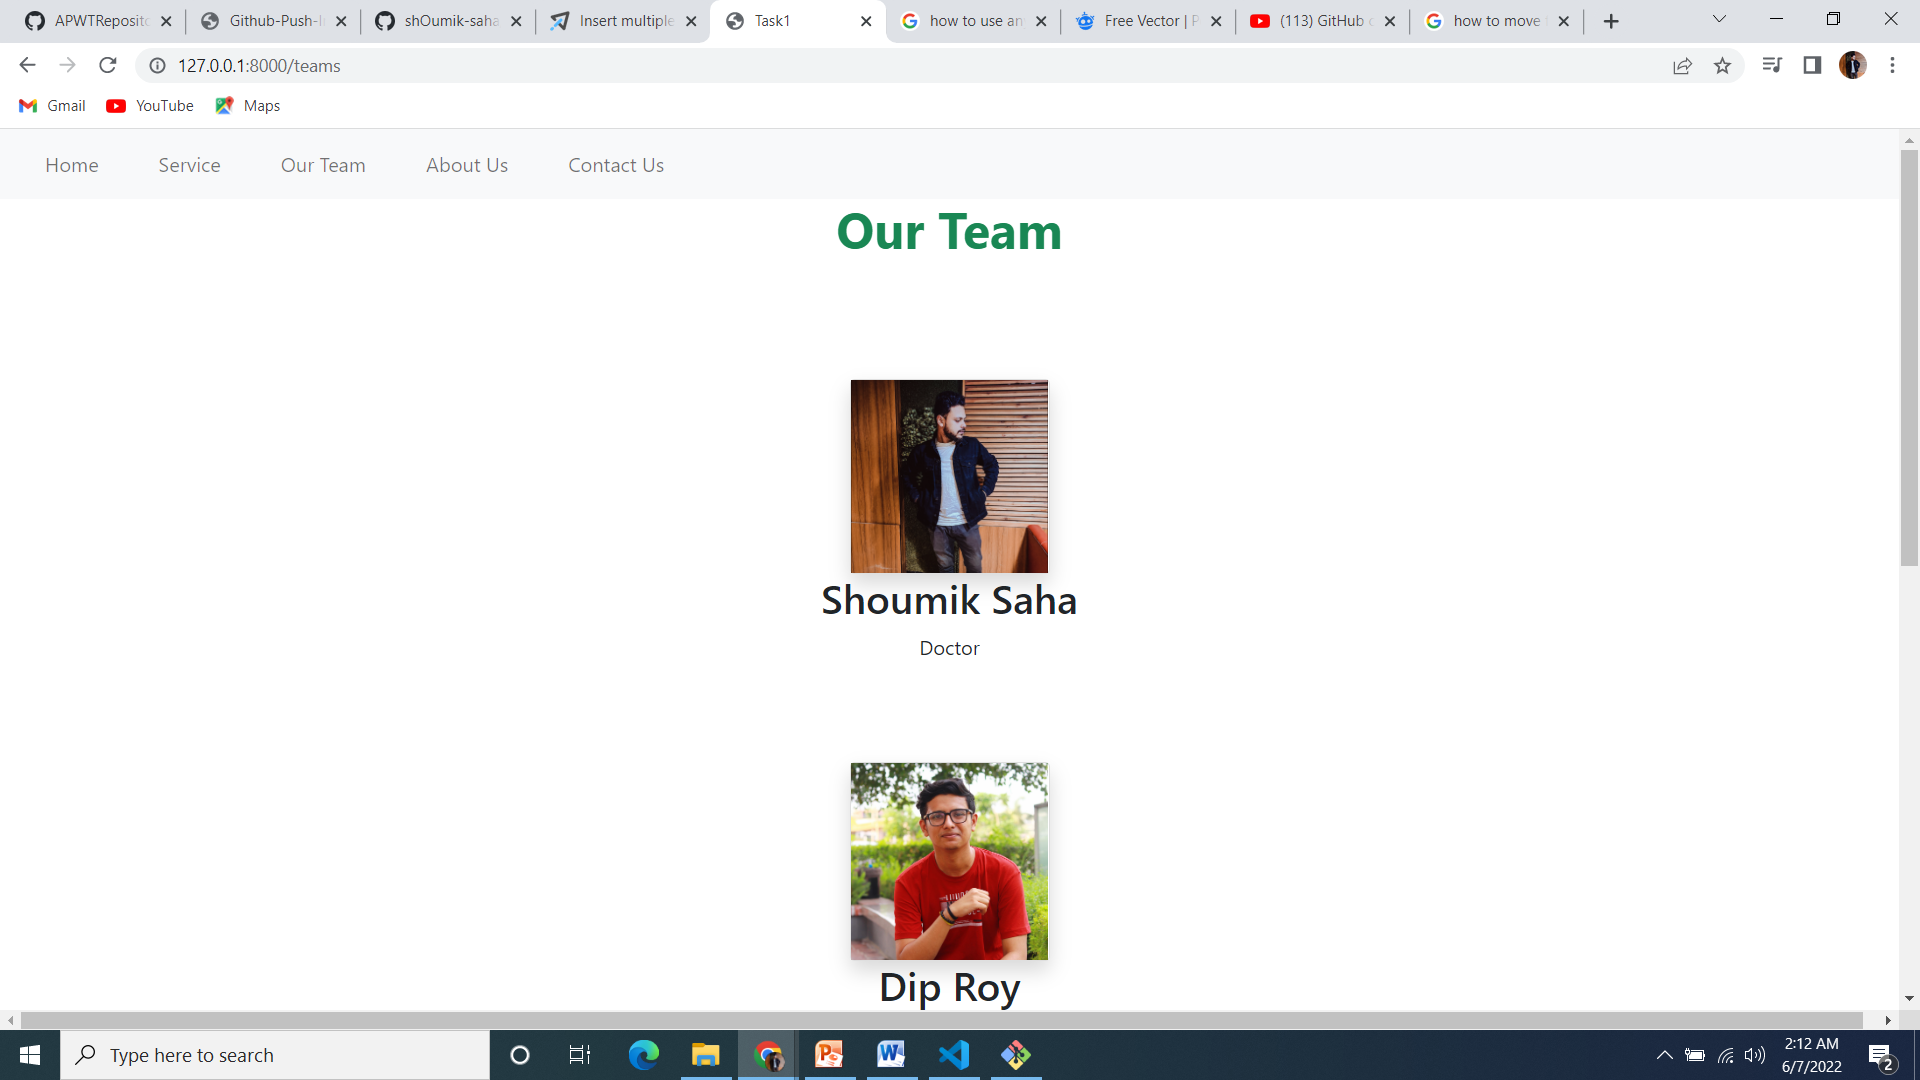 APWTReposito
Github-Push-I
shOumik-saha
Insert multiple
Task1
how to use an
Free Vector | P
(113) GitHub
how to move
127.0.0.1:8000/teams
Gmail YouTube Maps
Home Service Our Team About Us Contact Us
Our Team
Shoumik Saha
Doctor
Dip Roy
Type here to search
2:12 AM
6/7/2022
2